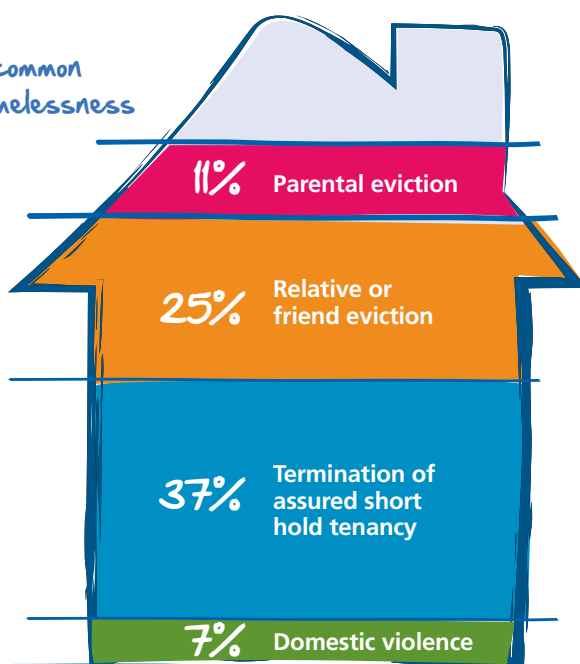 common
11% Parental eviction
25% Relative or
friend eviction
37% Termination of
assured short
hold tenancy
7% Domestic violence